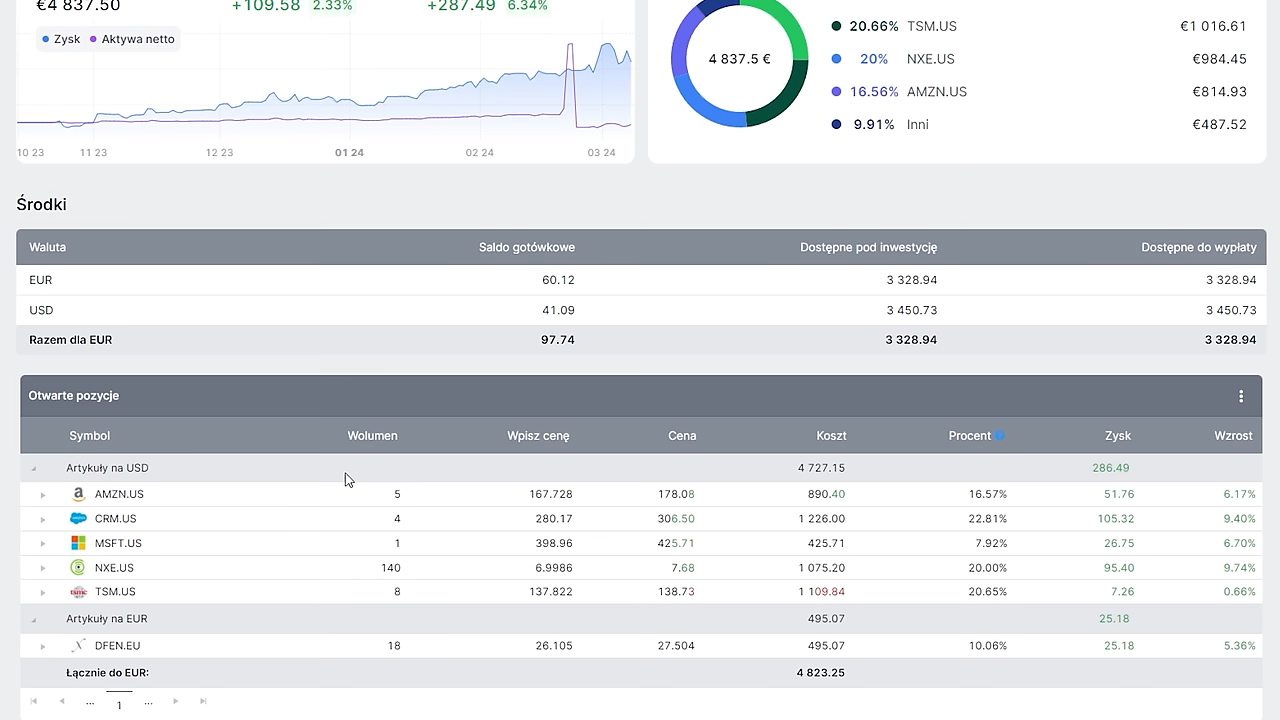 €4 837.50 +109.58 2.33% +287.49 6.34%
Zysk Aktywa netto
10 23 11 23 12 23 01 24 02 24 03 24
4 837.5 €
20.66% TSM.US €1 016.61
20% NXE.US €984.45
16.56% AMZN.US €814.93
9.91% Inni €487.52
Środki
Waluta Saldo gotówkowe Dostępne pod inwestycję Dostępne do wypłaty
EUR 60.12 3 328.94 3 328.94
USD 41.09 3 450.73 3 450.73
Razem dla EUR 97.74 3 328.94 3 328.94
Otwarte pozycje
Symbol Wolumen Wpisz cenę Cena Koszt Procent Zysk Wzrost
Artykuły na USD 4 727.15 286.49
a AMZN.US 5 167.728 178.08 890.40 16.57% 51.76 6.17%
CRM.US 4 280.17 306.50 1 226.00 22.81% 105.32 9.40%
MSFT.US 1 398.96 425.71 425.71 7.92% 26.75 6.70%
NXE.US 140 6.9986 7.68 1 075.20 20.00% 95.40 9.74%
tsmc TSM.US 8 137.822 138.73 1 109.84 20.65% 7.26 0.66%
Artykuły na EUR 495.07 25.18
DFEN.EU 18 26.105 27.504 495.07 10.06% 25.18 5.36%
Łącznie do EUR: 4 823.25
... 1 ...